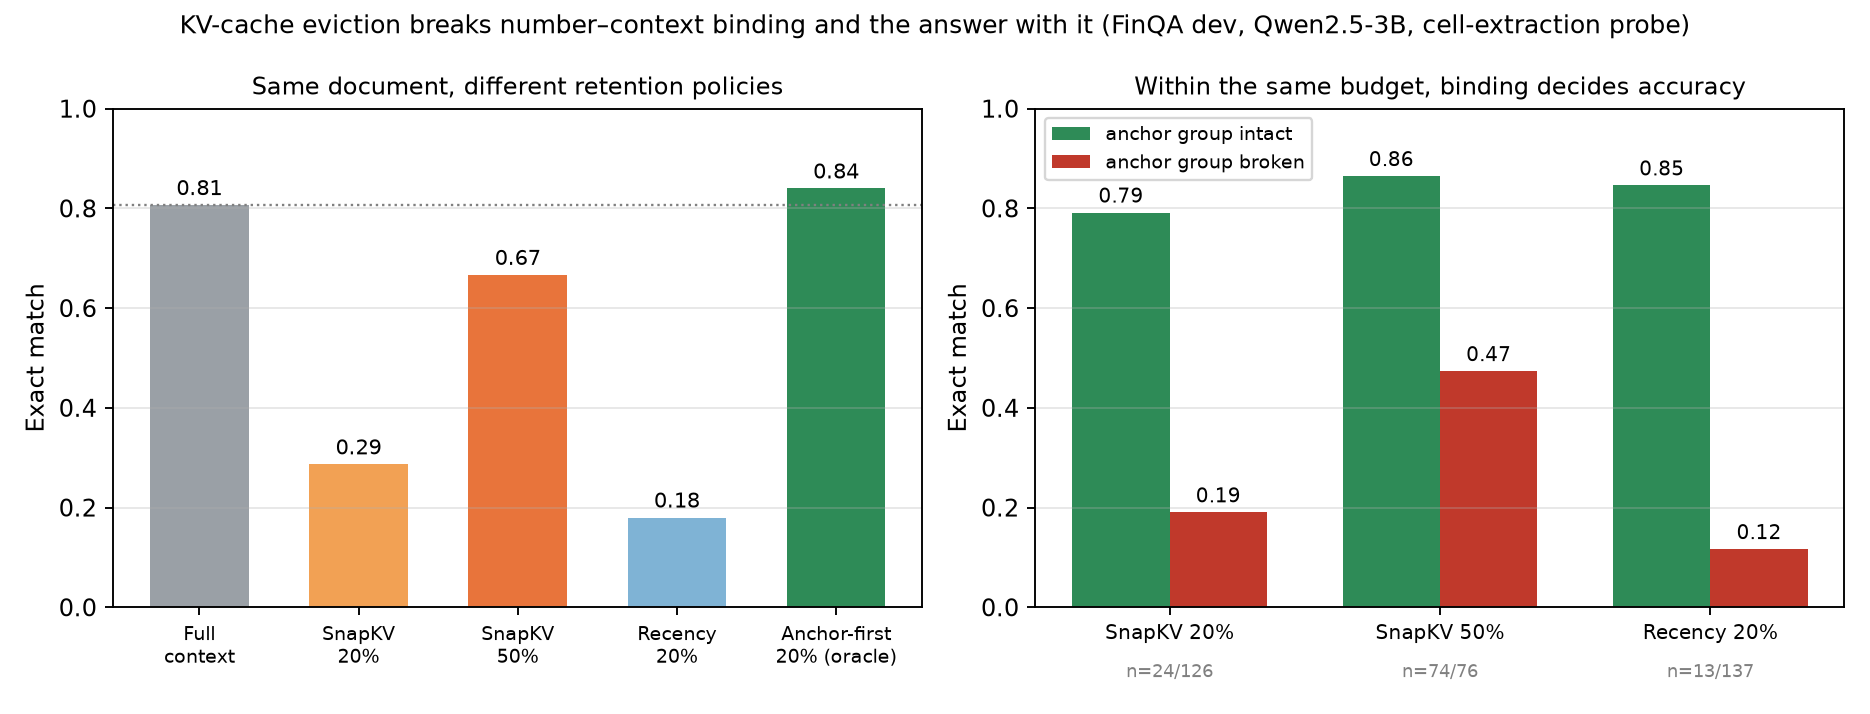 KV-cache eviction breaks number–context binding and the answer with it (FinQA dev, Qwen2.5-3B, cell-extraction probe)
Same document, different retention policies
Exact match
1.0
0.8
0.6
0.4
0.2
0.0
0.81
0.29
0.67
0.18
0.84
Full
context
SnapKV
20%
SnapKV
50%
Recency
20%
Anchor-first
20% (oracle)
Within the same budget, binding decides accuracy
Exact match
1.0
0.8
0.6
0.4
0.2
0.0
anchor group intact
anchor group broken
0.79
0.19
0.86
0.47
0.85
0.12
SnapKV 20%
SnapKV 50%
Recency 20%
n=24/126
n=74/76
n=13/137